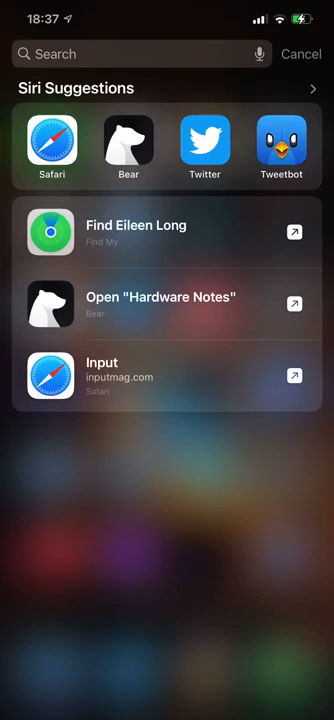 18:37
Search
Cancel
Siri Suggestions
Safari
Bear
Twitter
Tweetbot
Find Eileen Long
Find My
Open "Hardware Notes"
Bear
Input
inputmag.com
Safari